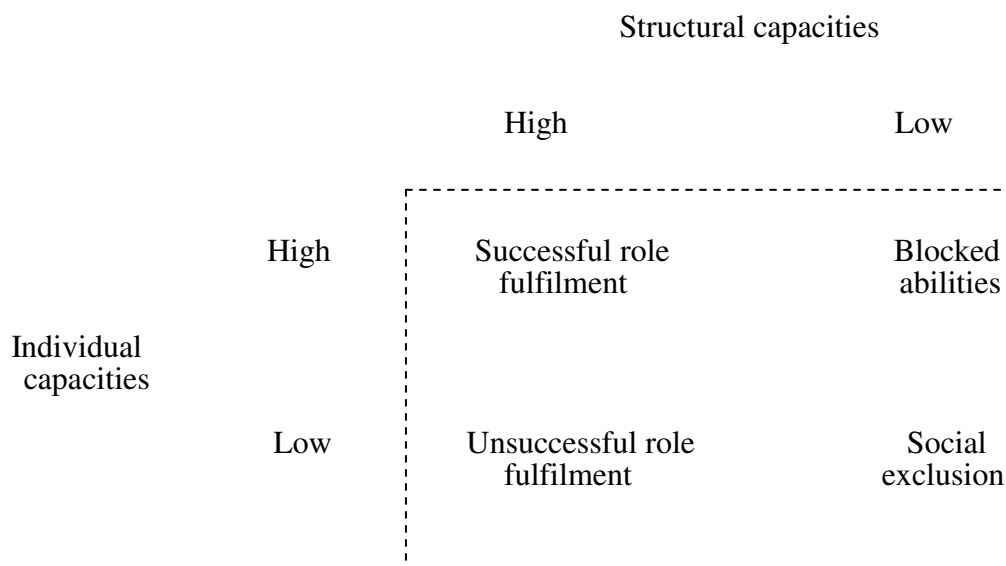 Structural capacities
High Low
High Successful role Blocked
fulfilment abilities
Individual
capacities
Low Unsuccessful role Social
fulfilment exclusion